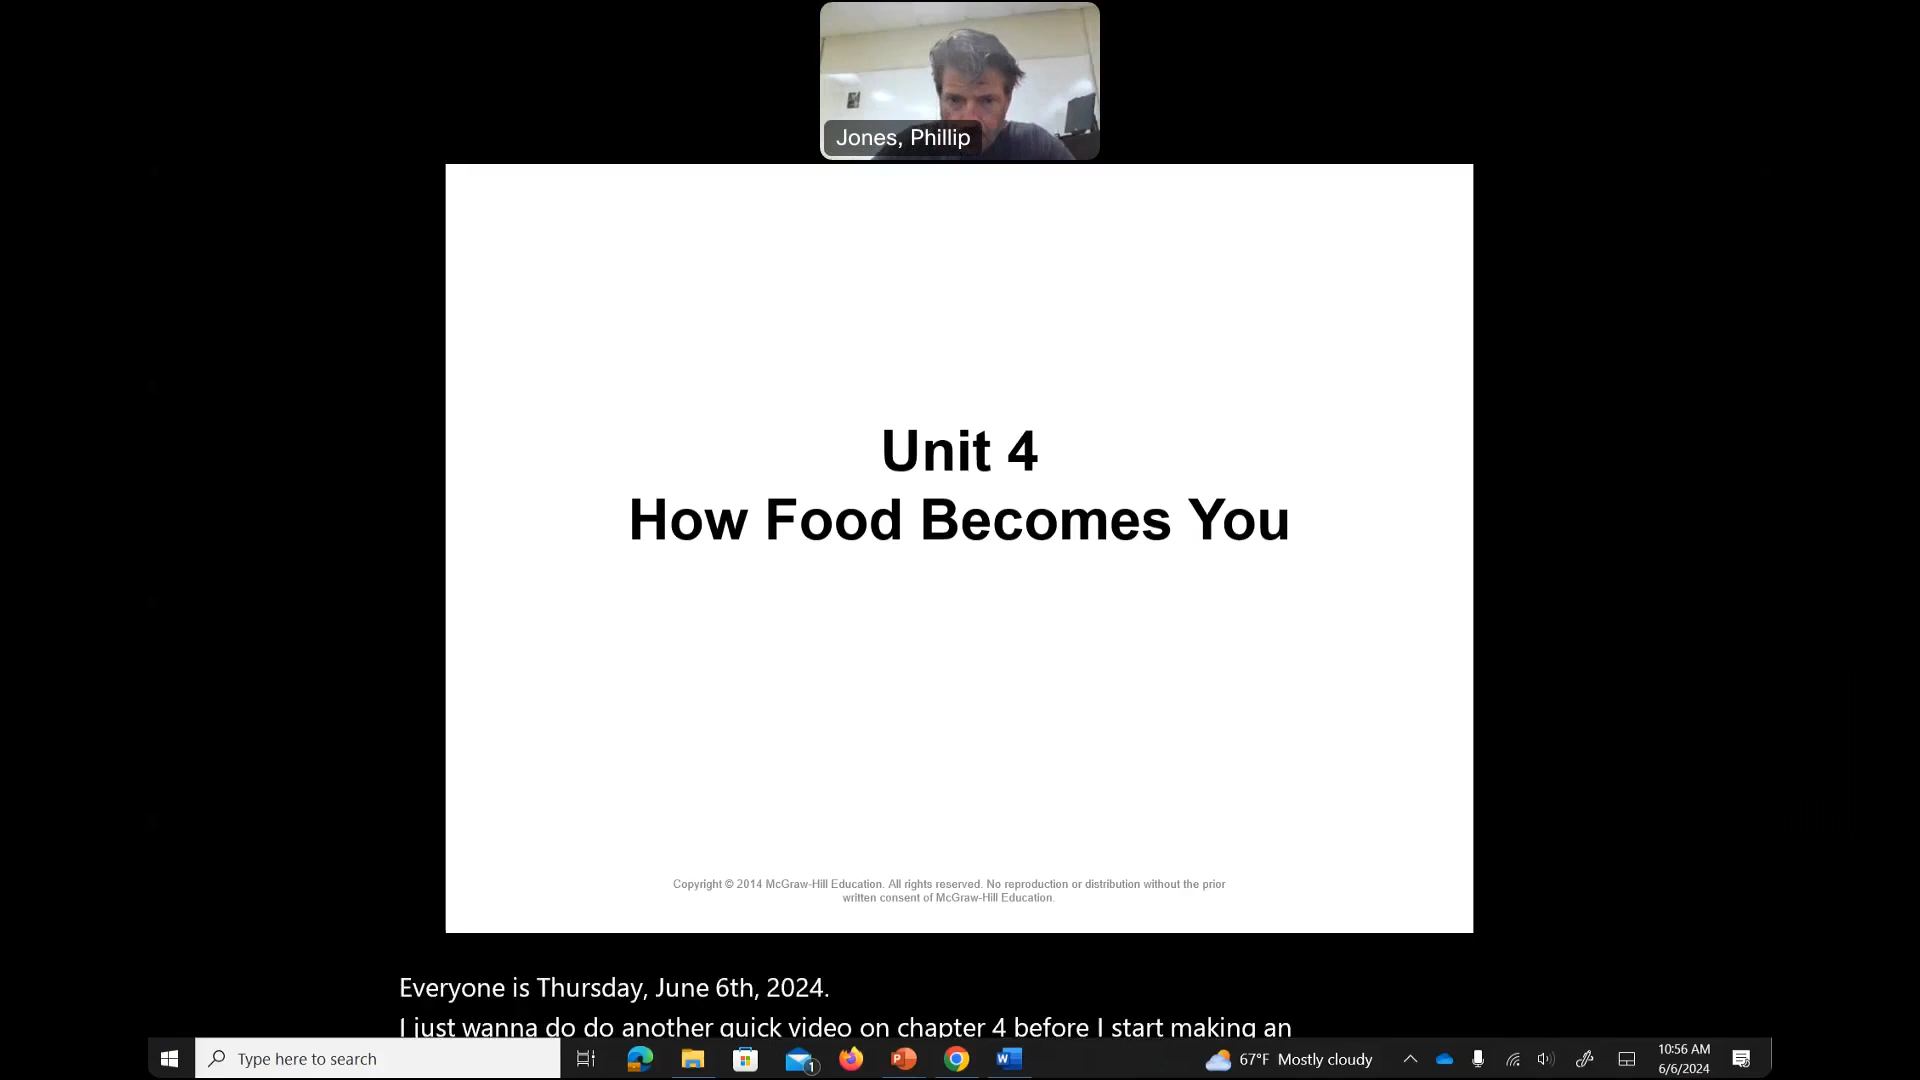 Jones, Phillip
Unit 4
How Food Becomes You
Copyright © 2014 McGraw-Hill Education. All rights reserved. No reproduction or distribution without the prior
written consent of McGraw-Hill Education.
Everyone is Thursday, June 6th, 2024.
I just wanna do do another quick video on chapter 4 before I start making an
Type here to search
1
67°F Mostly cloudy
10:56 AM
6/6/2024